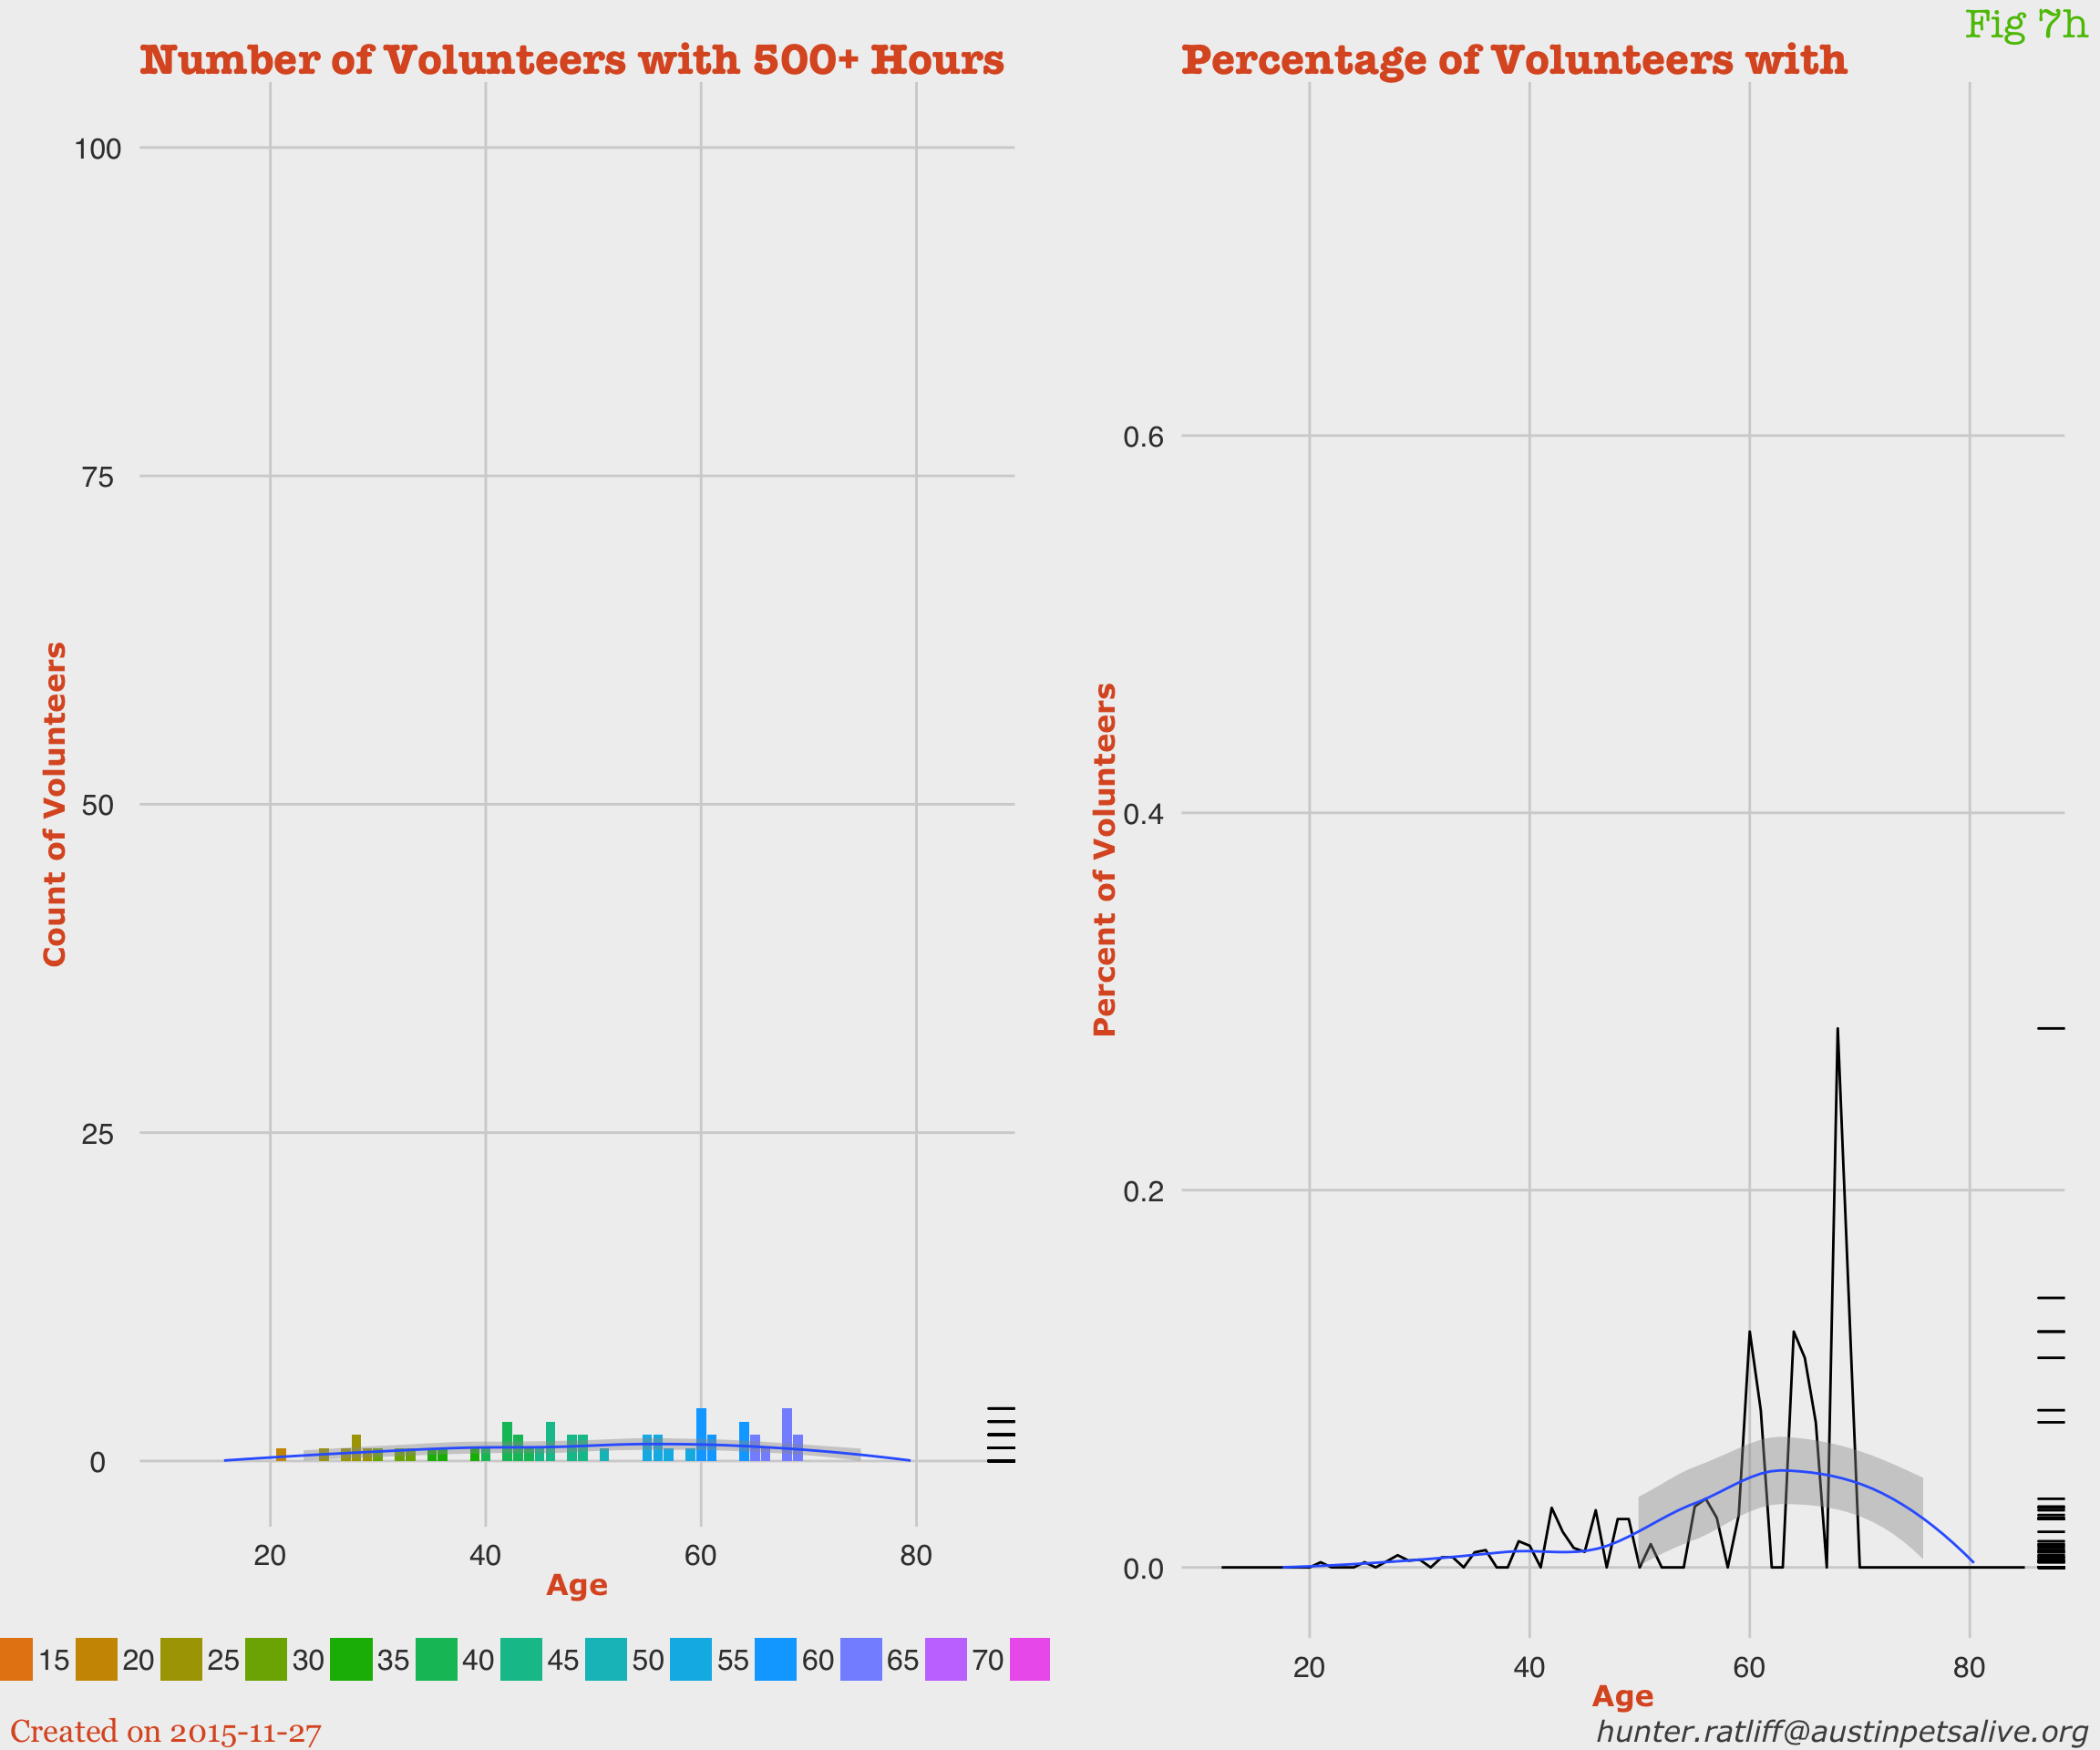 Fig 7h
Number of Volunteers with 500+ Hours
Percentage of Volunteers with
Count of Volunteers
100
75
50
25
0
20 40 60 80
Age
Percent of Volunteers
0.6
0.4
0.2
0.0
20 40 60 80
Age
15 20 25 30 35 40 45 50 55 60 65 70
Created on 2015-11-27
hunter.ratliff@austinpetsalive.org